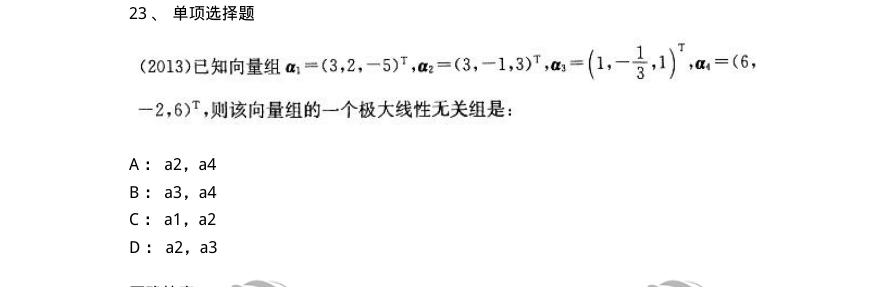 23 、 单项选择题
(2013)已知向量组 α₁=(3,2,-5)ᵀ,α₂=(3,-1,3)ᵀ,α₃=(1,-1/3,1)ᵀ,α₄=(6,
-2,6)ᵀ,则该向量组的一个极大线性无关组是:
A： a2，a4
B： a3，a4
C： a1，a2
D： a2，a3